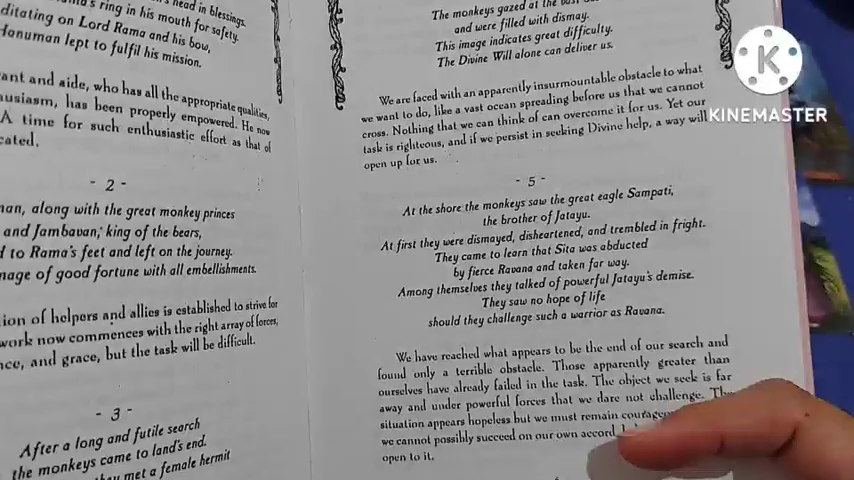 head in blessings.
ma's ring in his mouth for safety.
ditating on Lord Rama and his bow,
Hanuman lept to fulfil his mission.
ant and aide, who has all the appropriate qualities,
usiasm, has been properly empowered. He now
A time for such enthusiastic effort as that of
cated.
- 2 -
man, along with the great monkey princes
and Jambavan, king of the bears,
d to Rama's feet and left on the journey.
mage of good fortune with all embellishments.
ion of helpers and allies is established to strive for
work now commences with the right array of forces,
nce, and grace, but the task will be difficult.
- 3 -
After a long and futile search
the monkeys came to land's end.
they met a female hermit
The monkeys gazed at the
and were filled with dismay.
This image indicates great difficulty.
The Divine Will alone can deliver us.
We are faced with an apparently insurmountable obstacle to what
we want to do, like a vast ocean spreading before us that we cannot
cross. Nothing that we can think of can overcome it for us. Yet our
task is righteous, and if we persist in seeking Divine help, a way will
open up for us.
- 5 -
At the shore the monkeys saw the great eagle Sampati,
the brother of Jatayu.
At first they were dismayed, disheartened, and trembled in fright.
They came to learn that Sita was abducted
by fierce Ravana and taken far way.
Among themselves they talked of powerful Jatayu's demise.
They saw no hope of life
should they challenge such a warrior as Ravana.
We have reached what appears to be the end of our search and
found only a terrible obstacle. Those apparently greater than
ourselves have already failed in the task. The object we seek is far
away and under powerful forces that we dare not challenge. The
situation appears hopeless but we must remain courage
we cannot possibly succeed on our own accord
open to it.
K
KINEMASTER